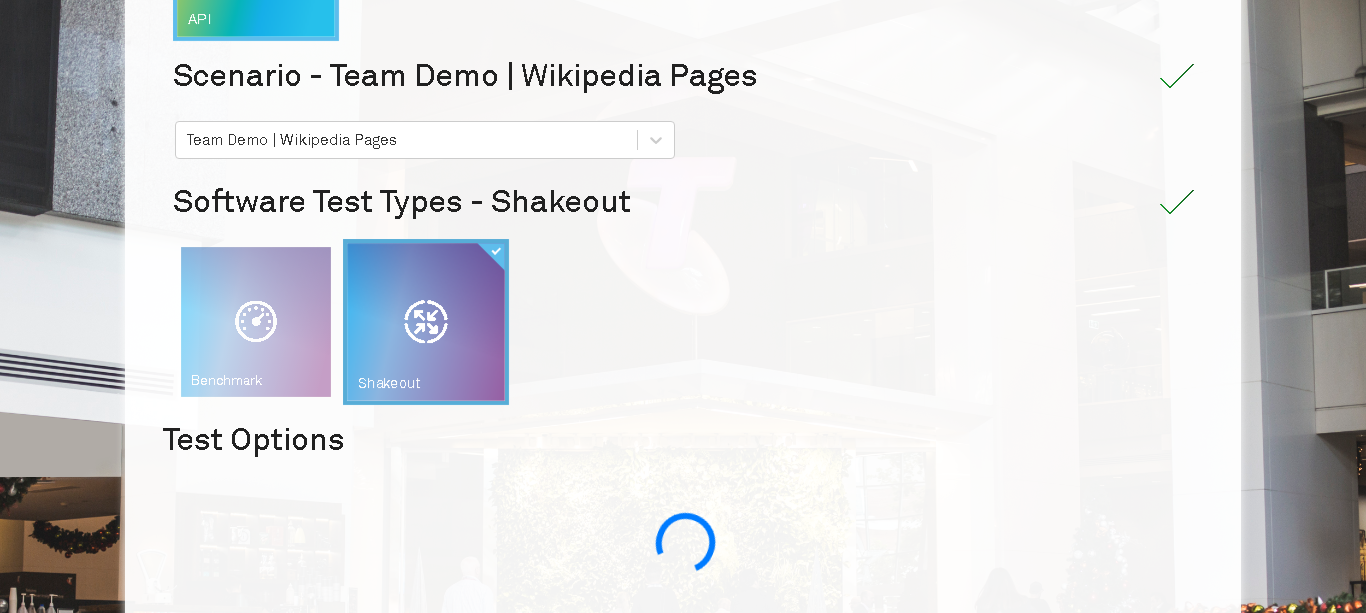 API
Scenario - Team Demo | Wikipedia Pages
Team Demo | Wikipedia Pages
Software Test Types - Shakeout
Benchmark
Shakeout
Test Options